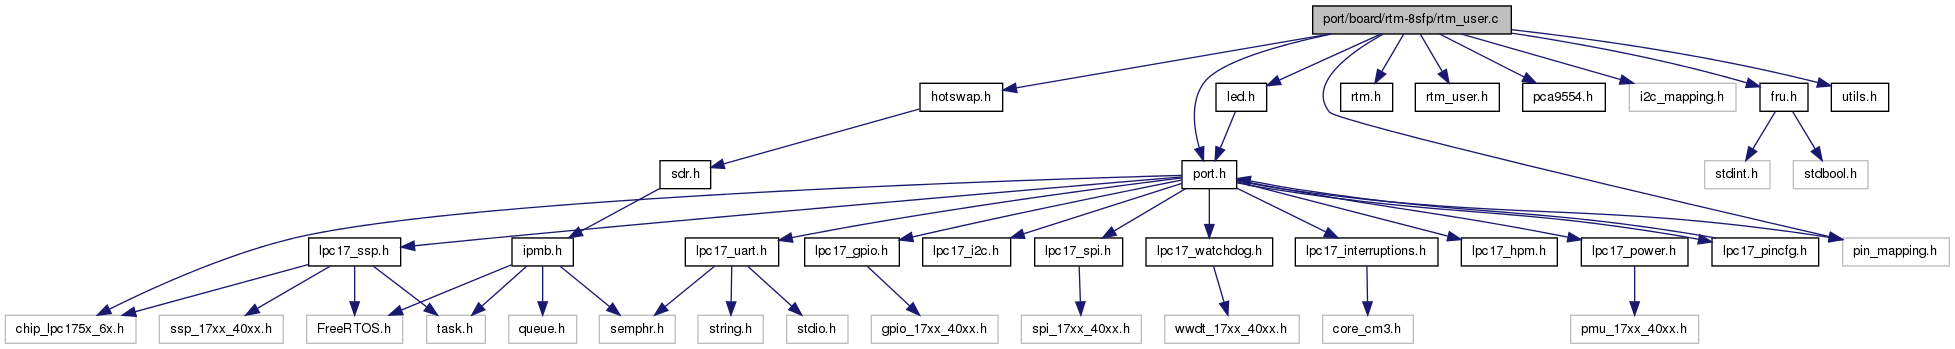 port/board/rtm-8sfp/rtm_user.c
hotswap.h
led.h
rtm.h
rtm_user.h
pca9554.h
i2c_mapping.h
fru.h
utils.h
sdr.h
port.h
stdint.h
stdbool.h
lpc17_ssp.h
ipmb.h
lpc17_uart.h
lpc17_gpio.h
lpc17_i2c.h
lpc17_spi.h
lpc17_watchdog.h
lpc17_interruptions.h
lpc17_hpm.h
lpc17_power.h
lpc17_pincfg.h
pin_mapping.h
chip_lpc175x_6x.h
ssp_17xx_40xx.h
FreeRTOS.h
task.h
queue.h
semphr.h
string.h
stdio.h
gpio_17xx_40xx.h
spi_17xx_40xx.h
wwdt_17xx_40xx.h
core_cm3.h
pmu_17xx_40xx.h